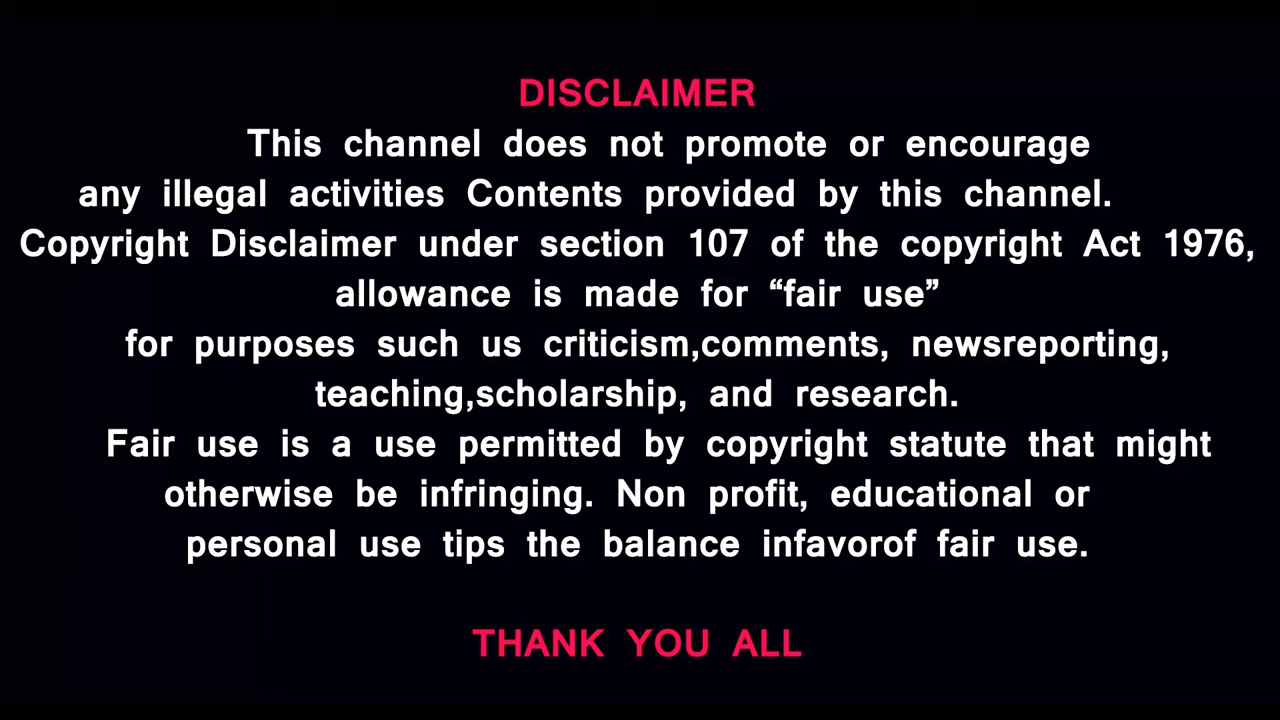 DISCLAIMER
This channel does not promote or encourage
any illegal activities Contents provided by this channel.
Copyright Disclaimer under section 107 of the copyright Act 1976,
allowance is made for “fair use”
for purposes such us criticism,comments, newsreporting,
teaching,scholarship, and research.
Fair use is a use permitted by copyright statute that might
otherwise be infringing. Non profit, educational or
personal use tips the balance infavorof fair use.
THANK YOU ALL